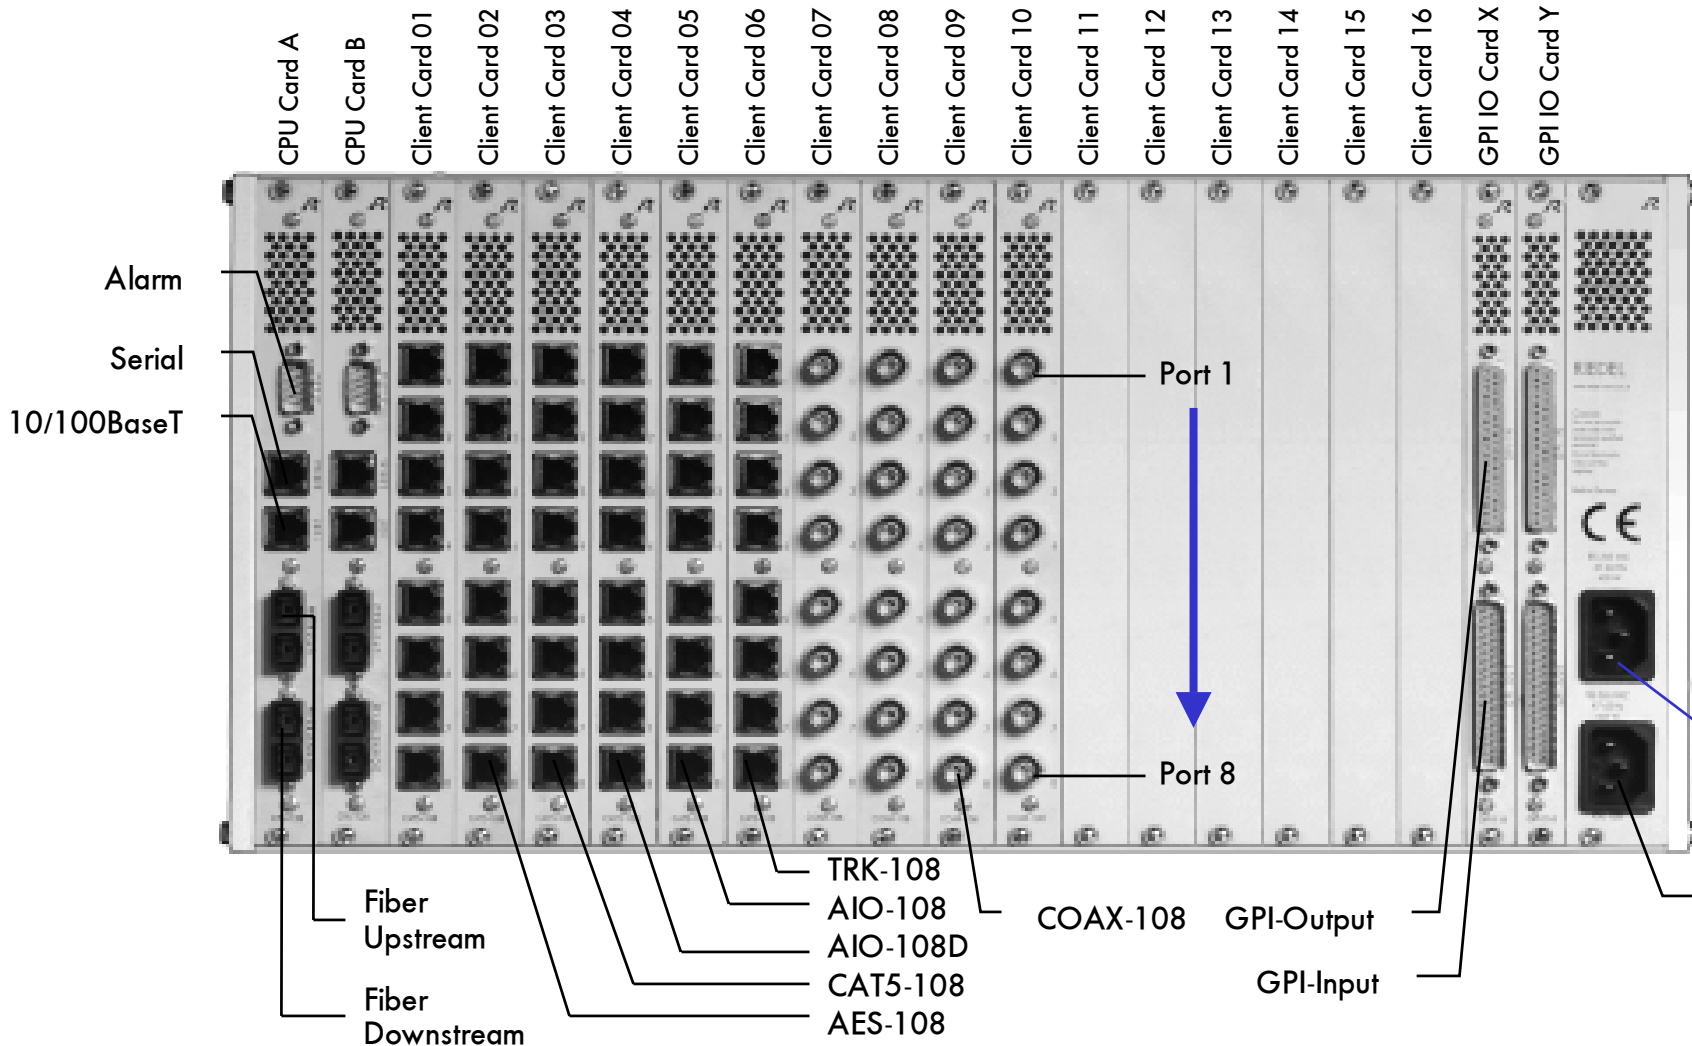 CPU Card A
CPU Card B
Client Card 01
Client Card 02
Client Card 03
Client Card 04
Client Card 05
Client Card 06
Client Card 07
Client Card 08
Client Card 09
Client Card 10
Client Card 11
Client Card 12
Client Card 13
Client Card 14
Client Card 15
Client Card 16
GPI IO Card X
GPI IO Card Y
Alarm
Serial
10/100BaseT
Port 1
RIEDEL
CE
Port 8
TRK-108
AIO-108
AIO-108D
CAT5-108
AES-108
Fiber
Upstream
Fiber
Downstream
COAX-108
GPI-Output
GPI-Input